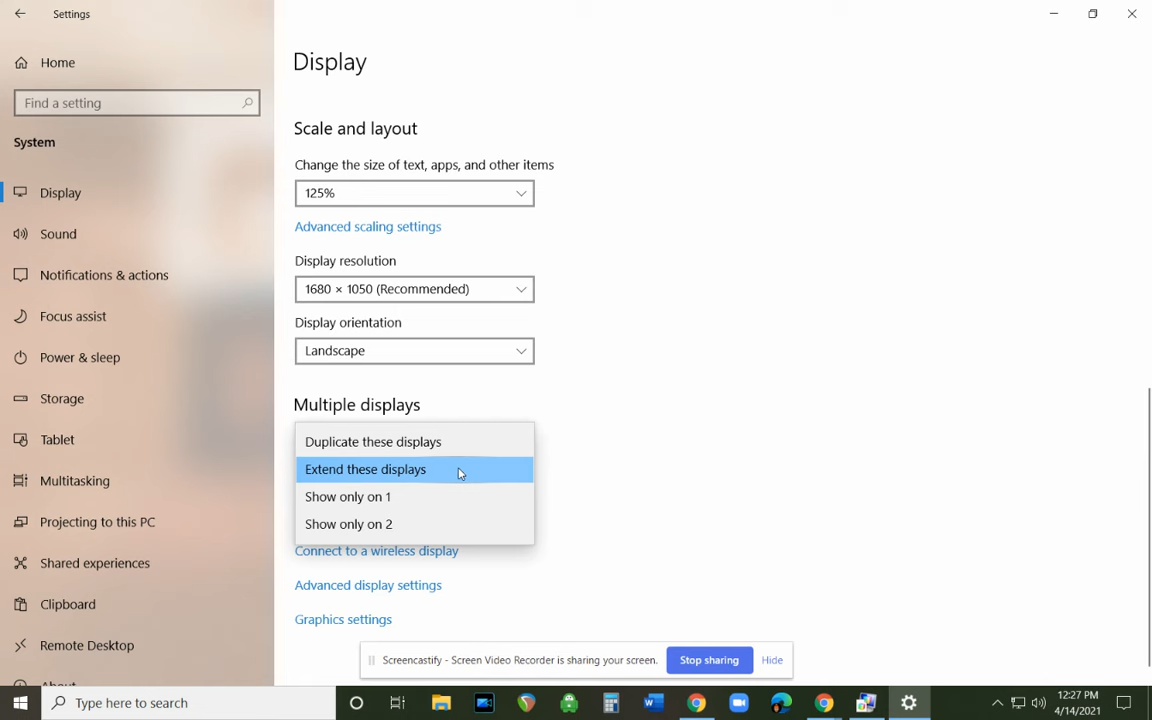 Settings
Home
Find a setting
System
Display
Sound
Notifications & actions
Focus assist
Power & sleep
Storage
Tablet
Multitasking
Projecting to this PC
Shared experiences
Clipboard
Remote Desktop
About
Display
Scale and layout
Change the size of text, apps, and other items
125%
Advanced scaling settings
Display resolution
1680 × 1050 (Recommended)
Display orientation
Landscape
Multiple displays
Duplicate these displays
Extend these displays
Show only on 1
Show only on 2
Connect to a wireless display
Advanced display settings
Graphics settings
Screencastify - Screen Video Recorder is sharing your screen. Stop sharing Hide
Type here to search
12:27 PM
4/14/2021